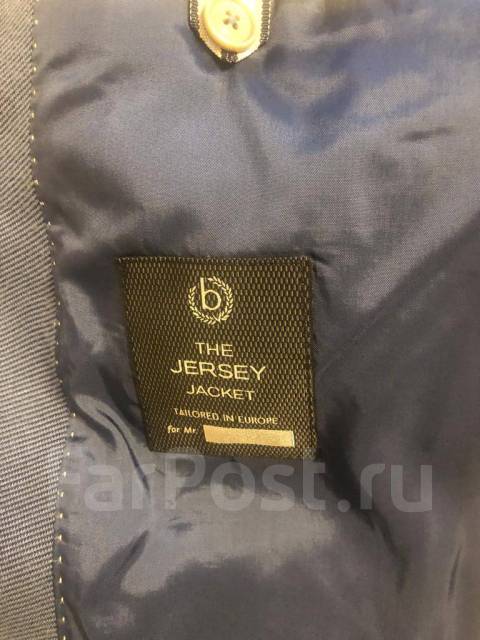 b
THE
JERSEY
JACKET
TAILORED IN EUROPE
for Mr
FarPost.ru